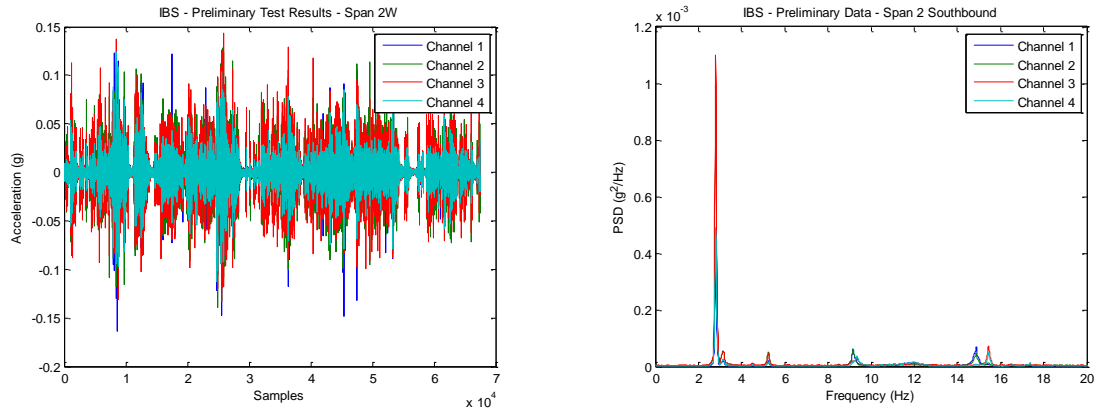 IBS - Preliminary Test Results - Span 2W
0.15
0.1
0.05
0
-0.05
-0.1
-0.15
-0.2
Acceleration (g)
Channel 1
Channel 2
Channel 3
Channel 4
0 1 2 3 4 5 6 7
x 10^4
Samples
IBS - Preliminary Data - Span 2 Southbound
x 10^-3
1.2
1
0.8
0.6
0.4
0.2
0
PSD (g^2/Hz)
Channel 1
Channel 2
Channel 3
Channel 4
0 2 4 6 8 10 12 14 16 18 20
Frequency (Hz)